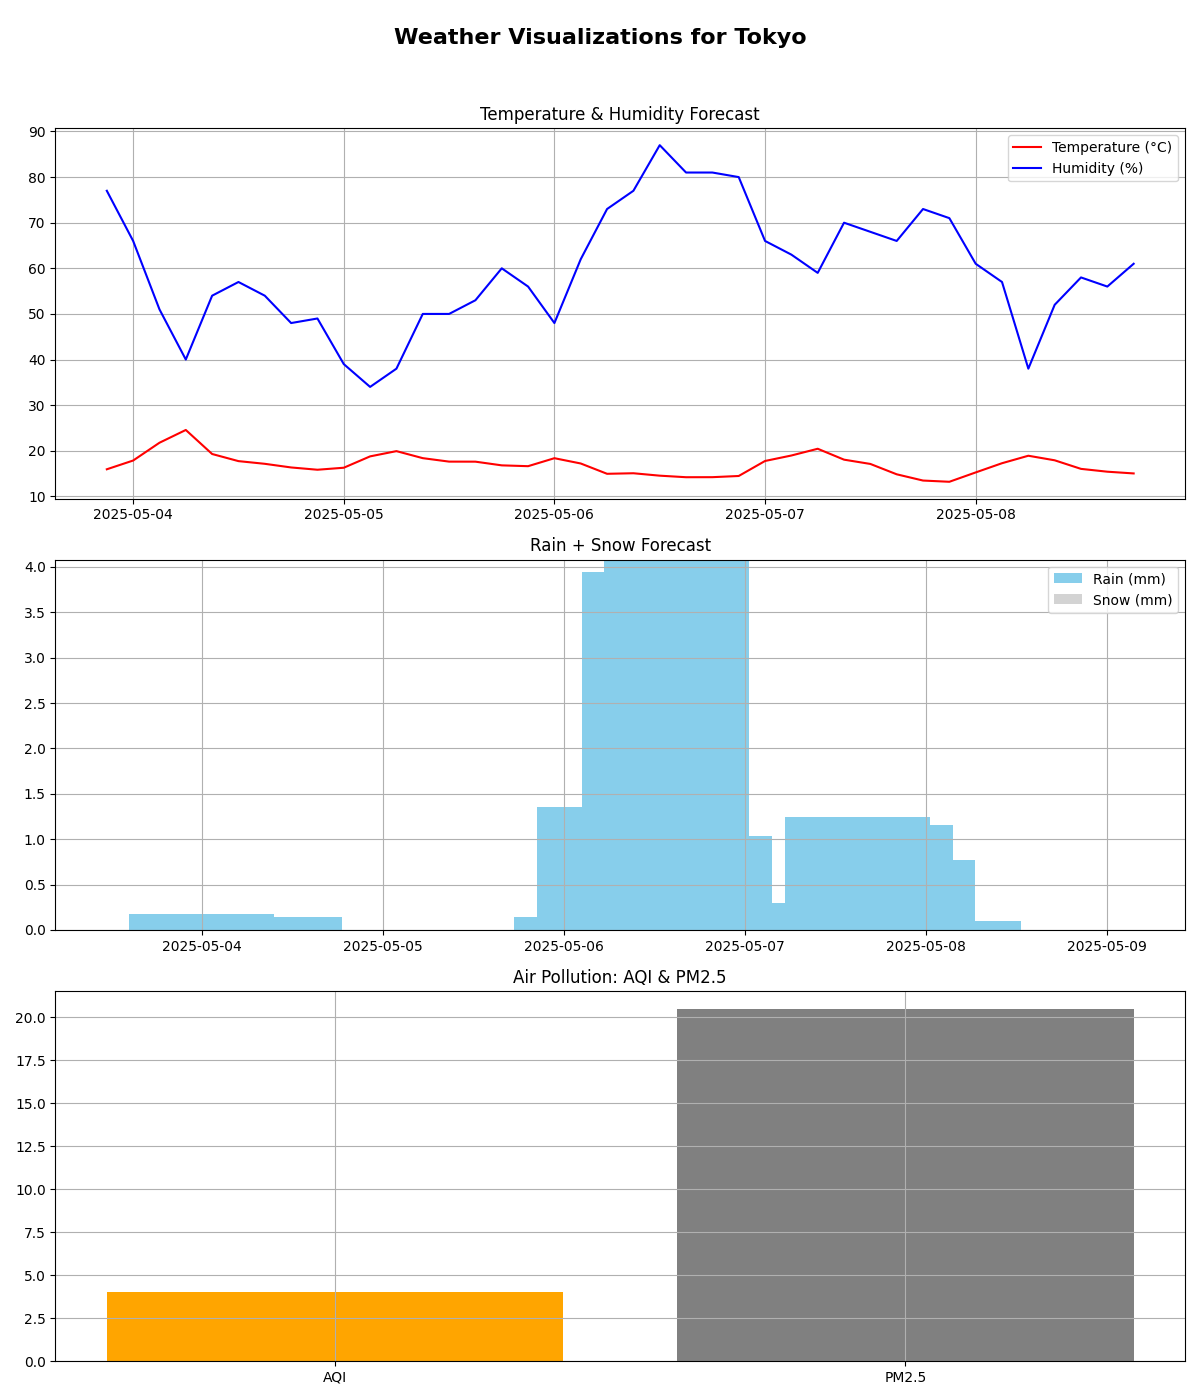 Weather Visualizations for Tokyo
Temperature & Humidity Forecast
90
80
70
60
50
40
30
20
10
Temperature (°C)
Humidity (%)
2025-05-04 2025-05-05 2025-05-06 2025-05-07 2025-05-08
Rain + Snow Forecast
4.0
3.5
3.0
2.5
2.0
1.5
1.0
0.5
0.0
Rain (mm)
Snow (mm)
2025-05-04 2025-05-05 2025-05-06 2025-05-07 2025-05-08 2025-05-09
Air Pollution: AQI & PM2.5
20.0
17.5
15.0
12.5
10.0
7.5
5.0
2.5
0.0
AQI PM2.5